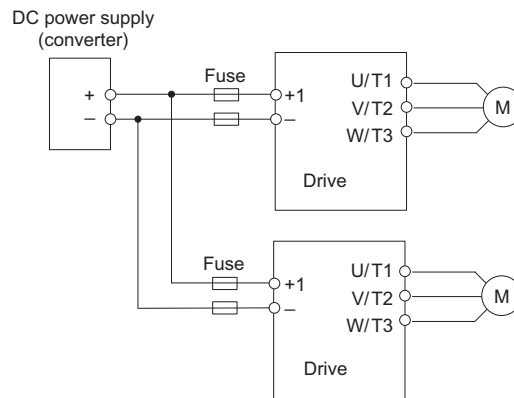 DC power supply
(converter)
+
–
Fuse
+1
–
U/T1
V/T2
W/T3
M
Drive
Fuse
+1
–
U/T1
V/T2
W/T3
M
Drive